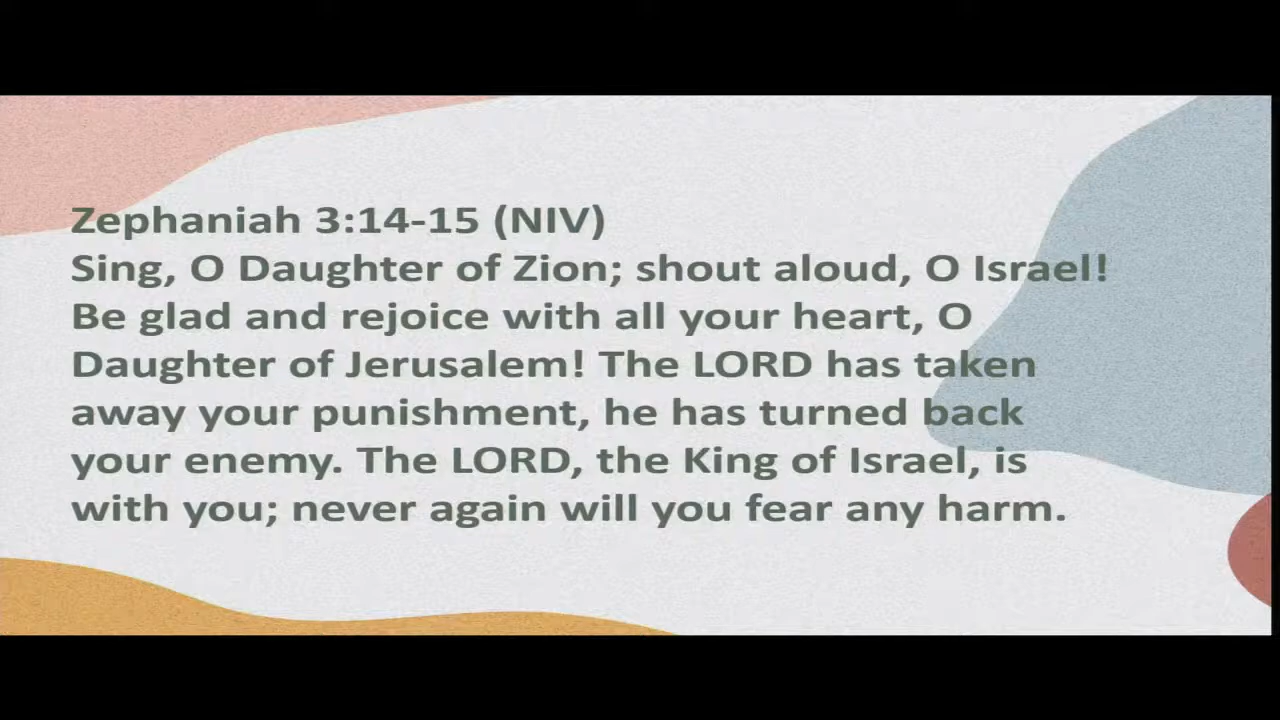 Zephaniah 3:14-15 (NIV)
Sing, O Daughter of Zion; shout aloud, O Israel!
Be glad and rejoice with all your heart, O
Daughter of Jerusalem! The LORD has taken
away your punishment, he has turned back
your enemy. The LORD, the King of Israel, is
with you; never again will you fear any harm.